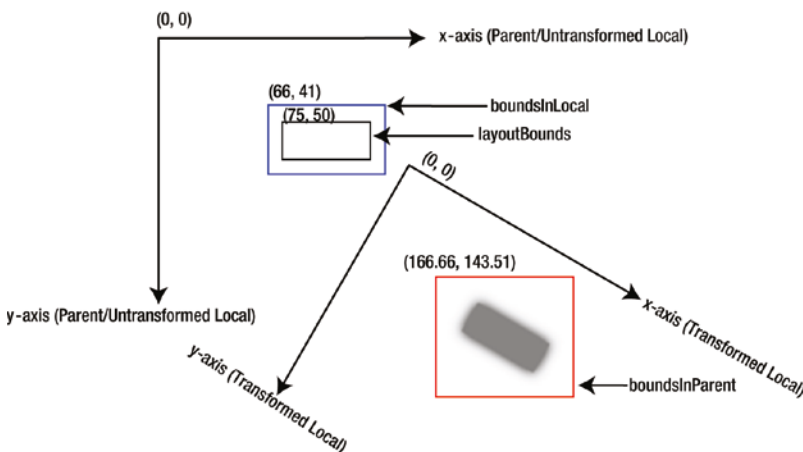 (0, 0)
x-axis (Parent/Untransformed Local)
(66, 41)
boundsInLocal
(75, 50)
layoutBounds
(0, 0)
(166.66, 143.51)
x-axis (Transformed Local)
y-axis (Parent/Untransformed Local)
y-axis (Transformed Local)
boundsInParent